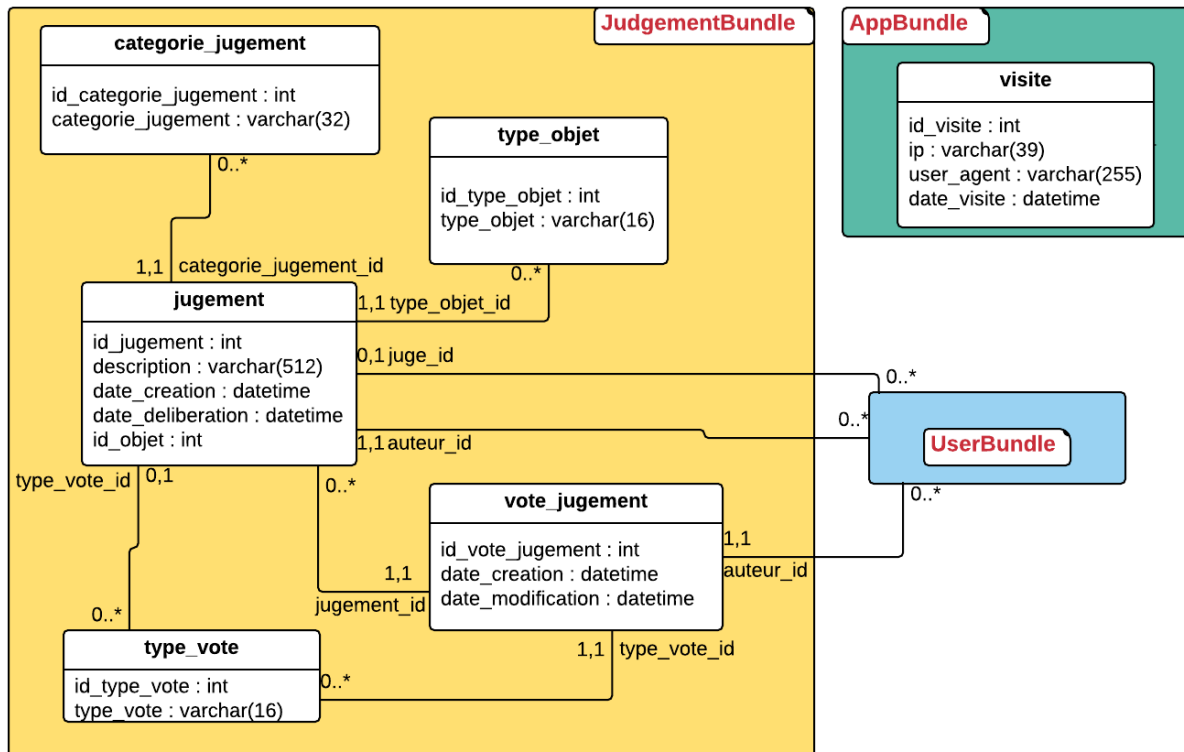 JudgementBundle
categorie_jugement
id_categorie_jugement : int
categorie_jugement : varchar(32)
0..*
1,1 categorie_jugement_id
type_objet
id_type_objet : int
type_objet : varchar(16)
0..*
1,1 type_objet_id
jugement
id_jugement : int
description : varchar(512)
date_creation : datetime
date_deliberation : datetime
id_objet : int
0,1 juge_id
0..*
1,1 auteur_id
0..*
type_vote_id
0,1
0..*
0..*
1,1
jugement_id
vote_jugement
id_vote_jugement : int
date_creation : datetime
date_modification : datetime
1,1
auteur_id
0..*
1,1 type_vote_id
0..*
type_vote
id_type_vote : int
type_vote : varchar(16)
AppBundle
visite
id_visite : int
ip : varchar(39)
user_agent : varchar(255)
date_visite : datetime
UserBundle